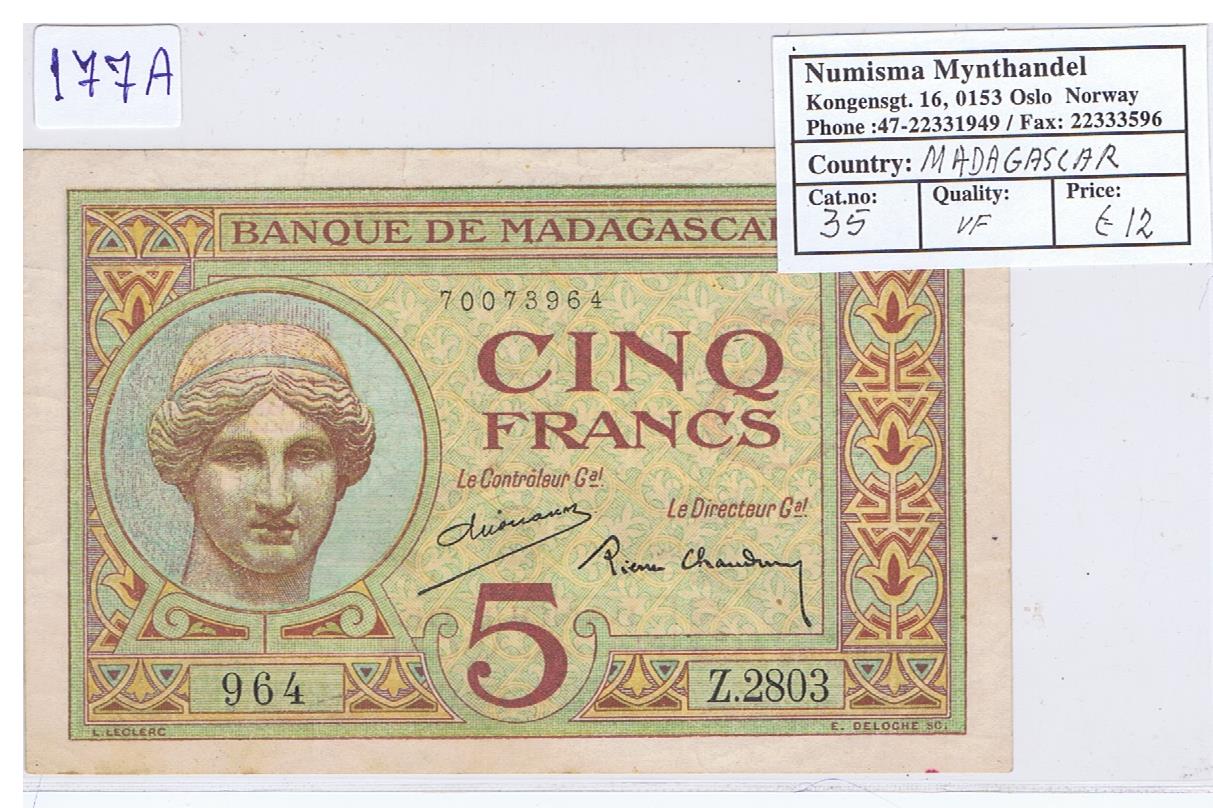 177A
Numisma Mynthandel
Kongensgt. 16, 0153 Oslo Norway
Phone :47-22331949 / Fax: 22333596
Country: MADAGASCAR
Cat.no: Quality: Price:
35 VF € 12
BANQUE DE MADAGASCA
70073964
CINQ
FRANCS
Le Contrôleur Gal.
Le Directeur Gal.
Pierre
5
964
Z.2803
L.LECLERC
E. DELOCHE SC.